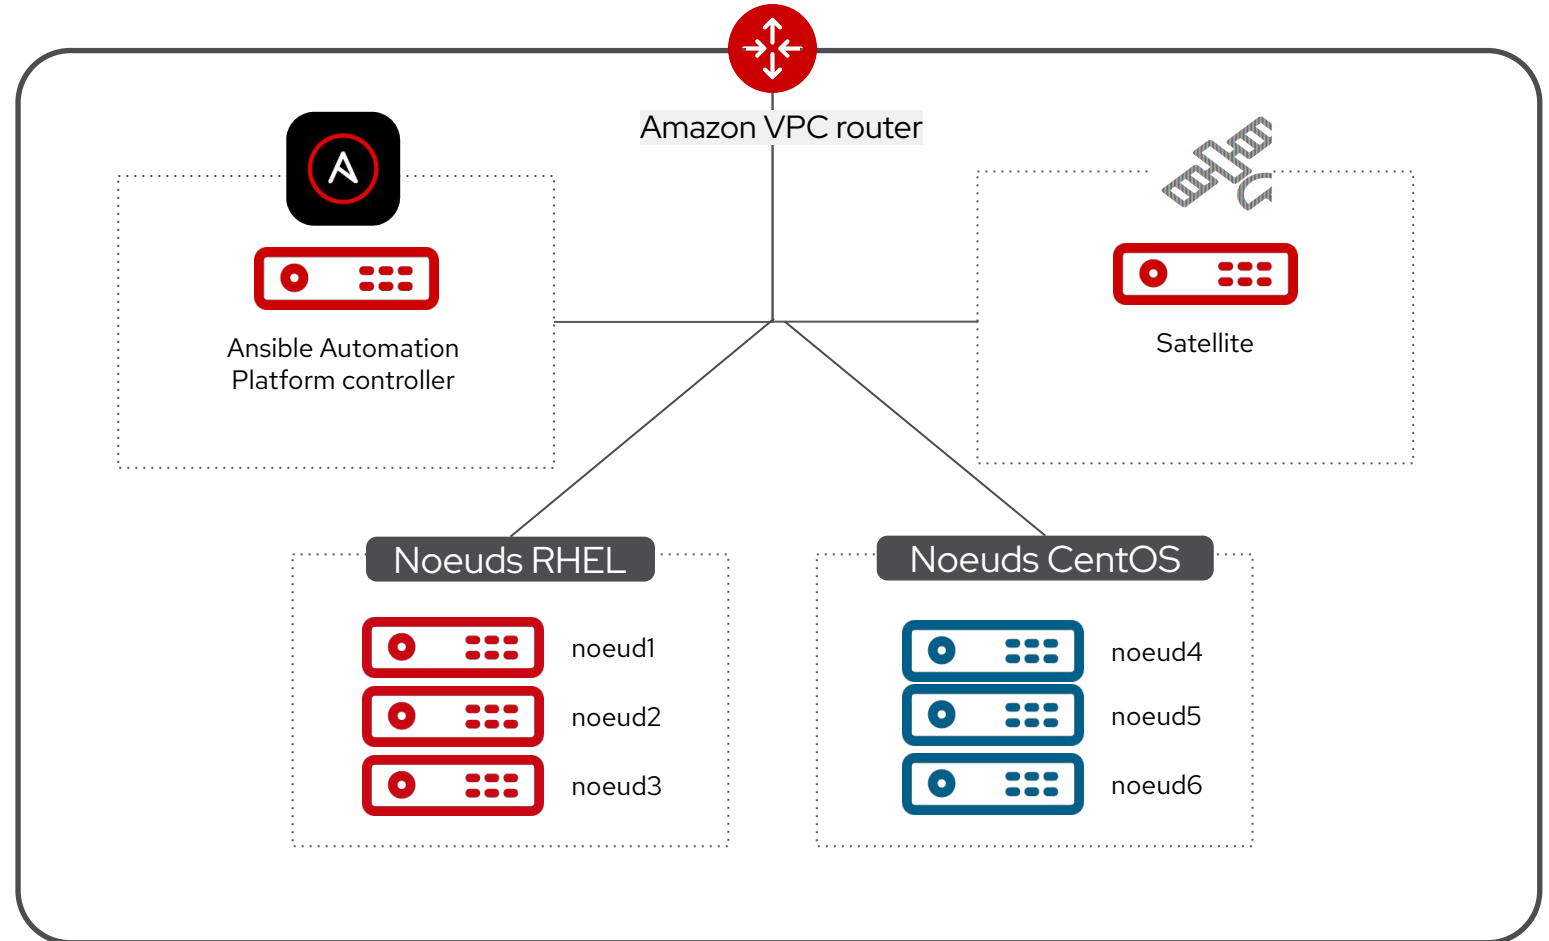 Amazon VPC router
Ansible Automation
Platform controller
Satellite
Noeuds RHEL
noeud1
noeud2
noeud3
Noeuds CentOS
noeud4
noeud5
noeud6